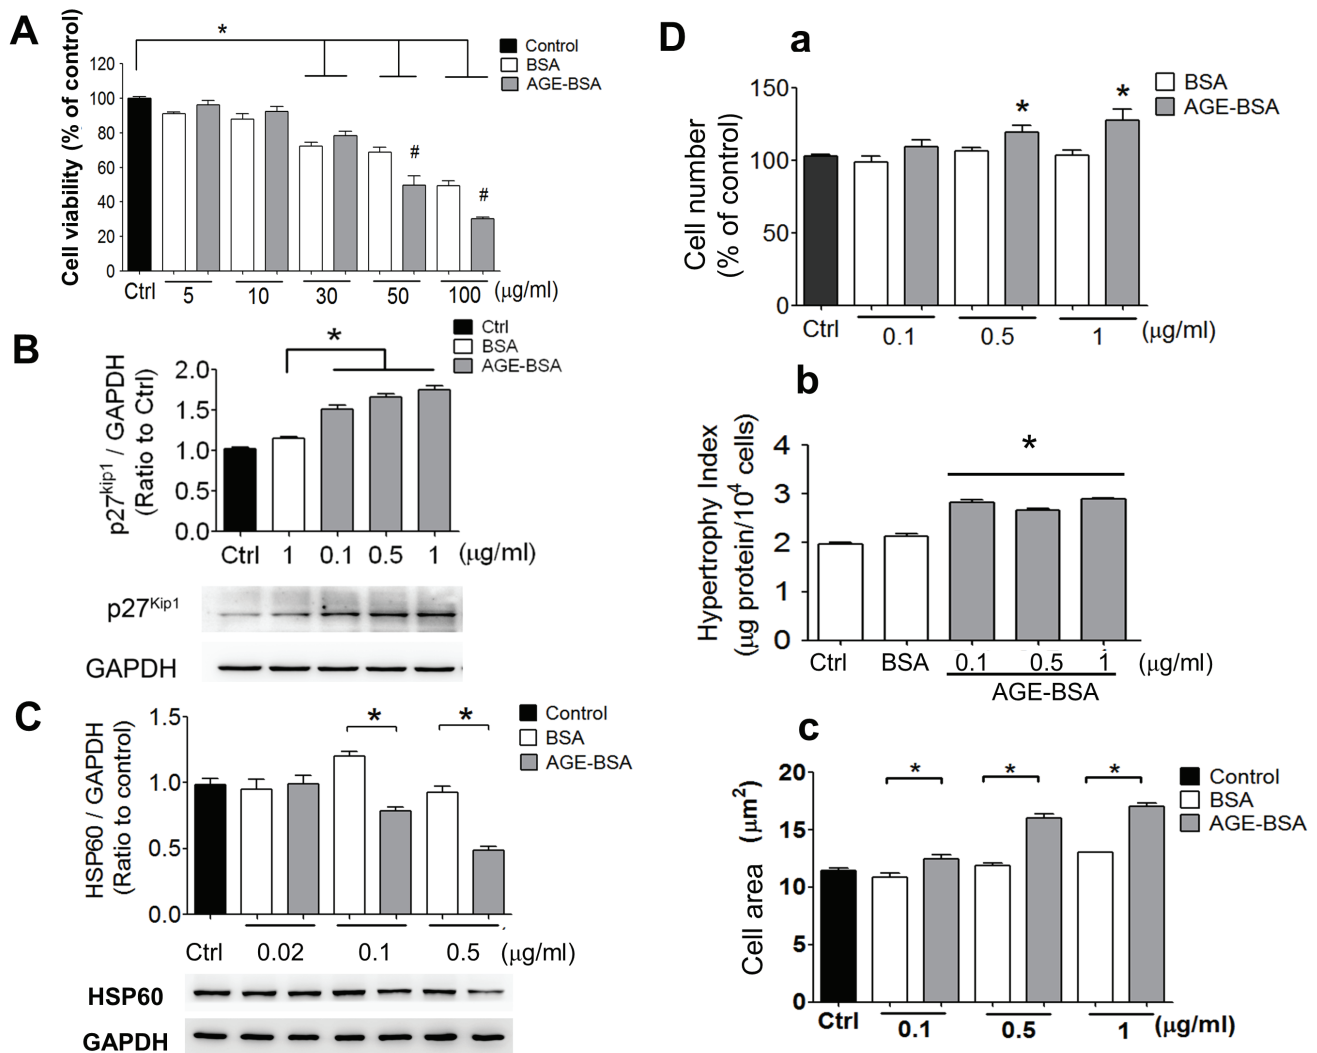 A
*
Control
BSA
AGE-BSA
Cell viability (% of control)
120
100
80
60
40
20
0
#
#
Ctrl 5 10 30 50 100 (μg/ml)
B
*
Ctrl
BSA
AGE-BSA
p27kip1 / GAPDH
(Ratio to Ctrl)
2.0
1.5
1.0
0.5
0.0
Ctrl 1 0.1 0.5 1 (μg/ml)
p27Kip1
GAPDH
C
* *
Control
BSA
AGE-BSA
HSP60 / GAPDH
(Ratio to control)
1.5
1.0
0.5
0.0
Ctrl 0.02 0.1 0.5 (μg/ml)
HSP60
GAPDH
D a
BSA
AGE-BSA
Cell number
(% of control)
150
100
50
0
* *
Ctrl 0.1 0.5 1 (μg/ml)
b
*
Hypertrophy Index
(μg protein/10⁴ cells)
4
3
2
1
0
Ctrl BSA 0.1 0.5 1 (μg/ml)
AGE-BSA
c
* * *
Control
BSA
AGE-BSA
Cell area (μm²)
20
15
10
5
0
Ctrl 0.1 0.5 1 (μg/ml)